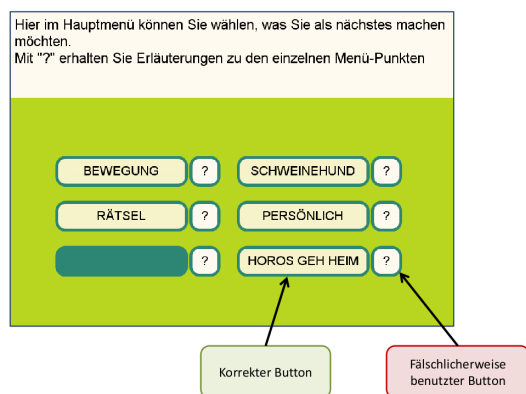 Hier im Hauptmenü können Sie wählen, was Sie als nächstes machen
möchten.
Mit "?" erhalten Sie Erläuterungen zu den einzelnen Menü-Punkten
BEWEGUNG ? SCHWEINEHUND ?
RÄTSEL ? PERSÖNLICH ?
? HOROS GEH HEIM ?
Korrekter Button
Fälschlicherweise
benutzter Button